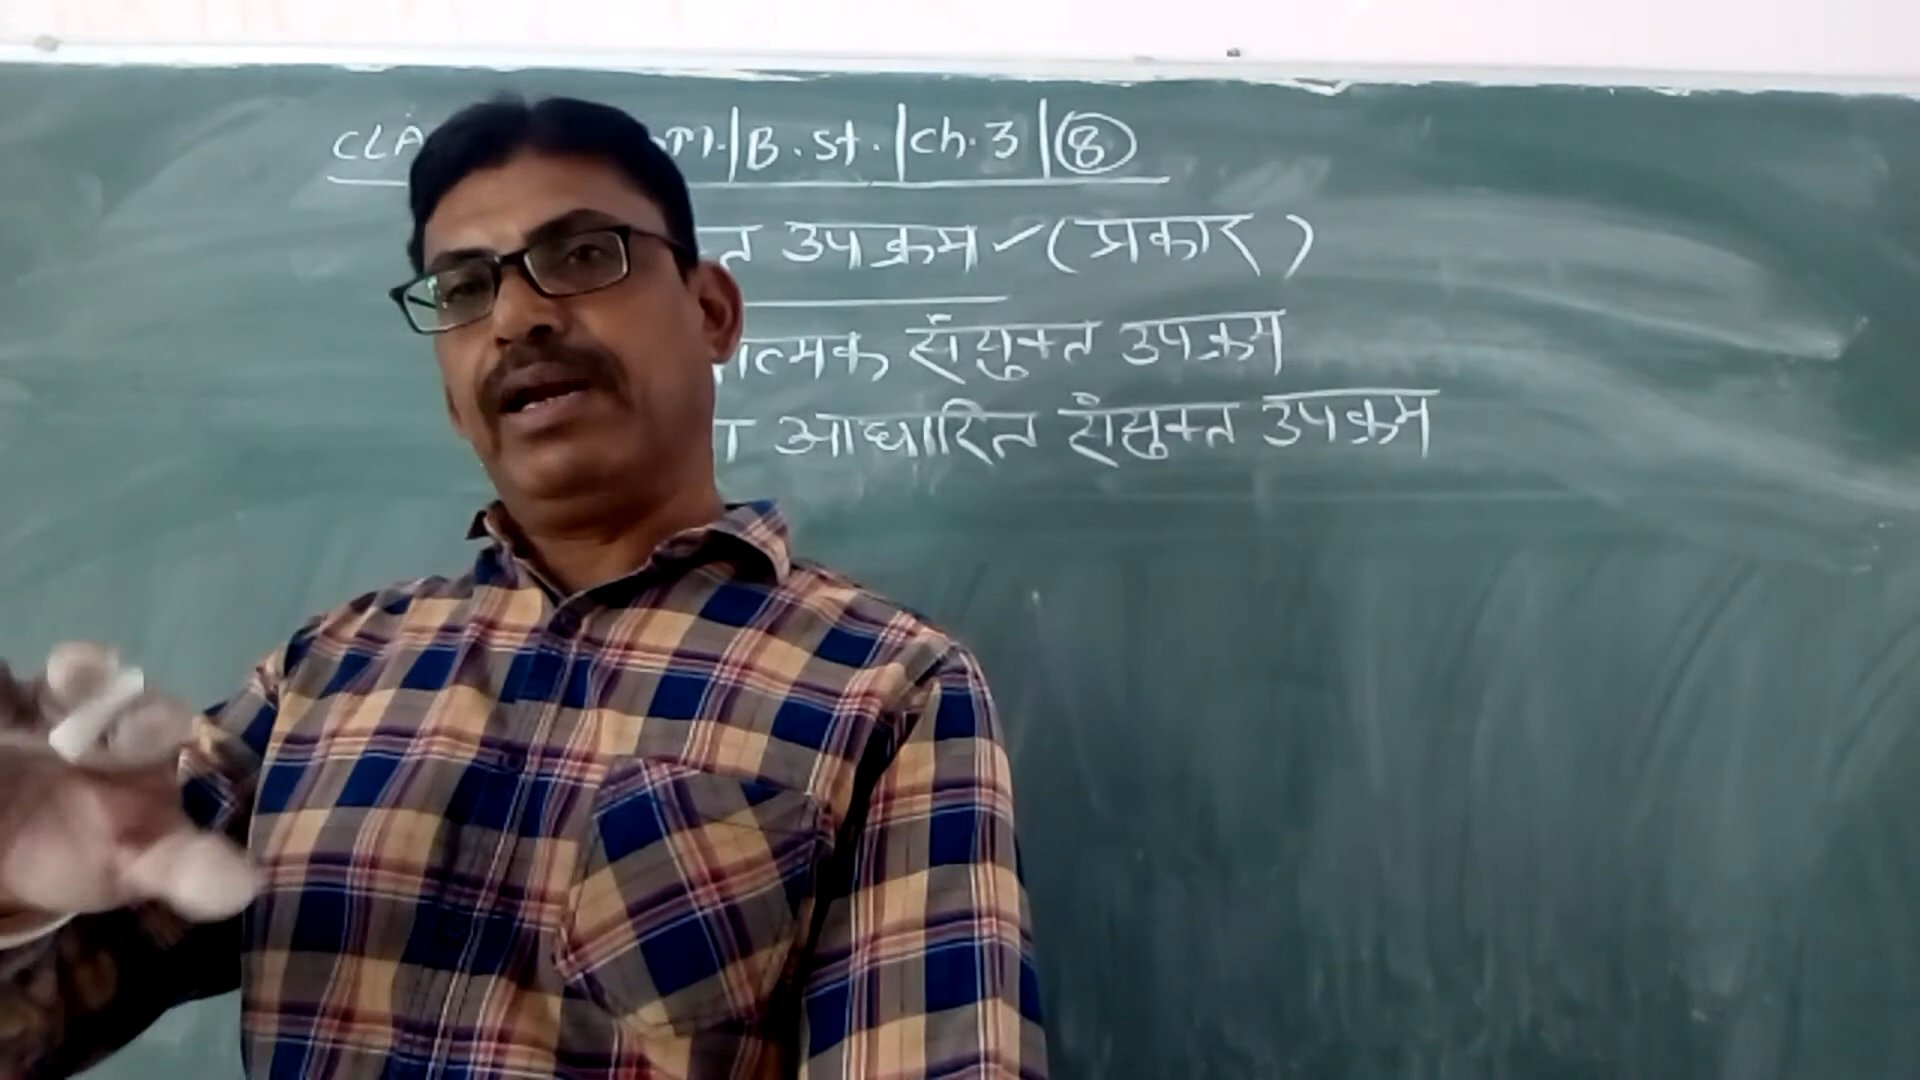 CLA | B. St. | Ch. 3 | 8
उपक्रम ✓ (प्रकार)
संयुक्त उपक्रम
आधारित संयुक्त उपक्रम